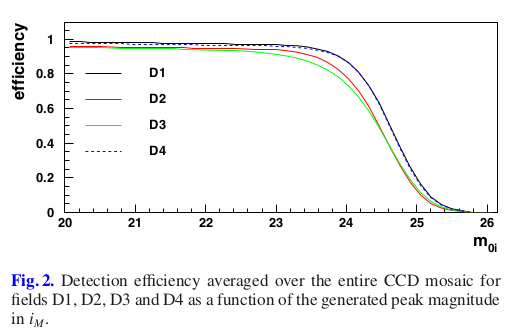 efficiency
1
0.8
0.6
0.4
0.2
0
D1
D2
D3
D4
20 21 22 23 24 25 26
m0i
Fig. 2. Detection efficiency averaged over the entire CCD mosaic for
fields D1, D2, D3 and D4 as a function of the generated peak magnitude
in iM.